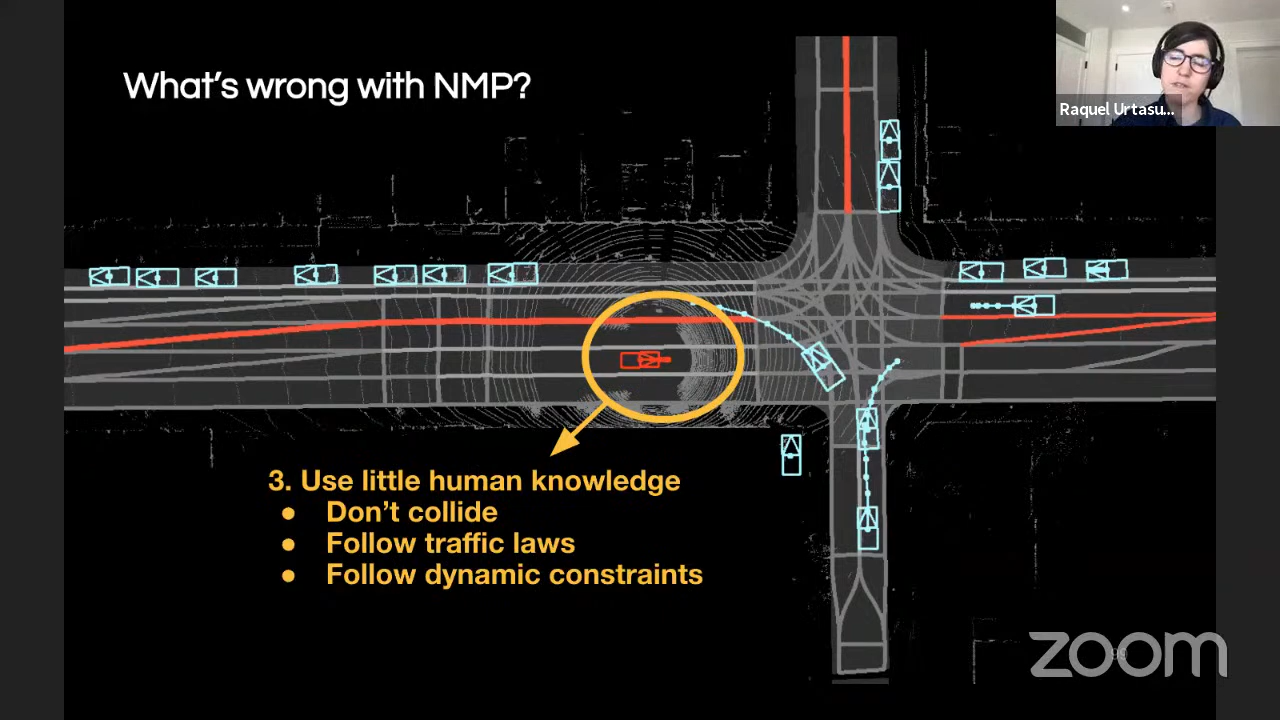 What's wrong with NMP?
Raquel Urtasu...
3. Use little human knowledge
● Don't collide
● Follow traffic laws
● Follow dynamic constraints
99
zoom